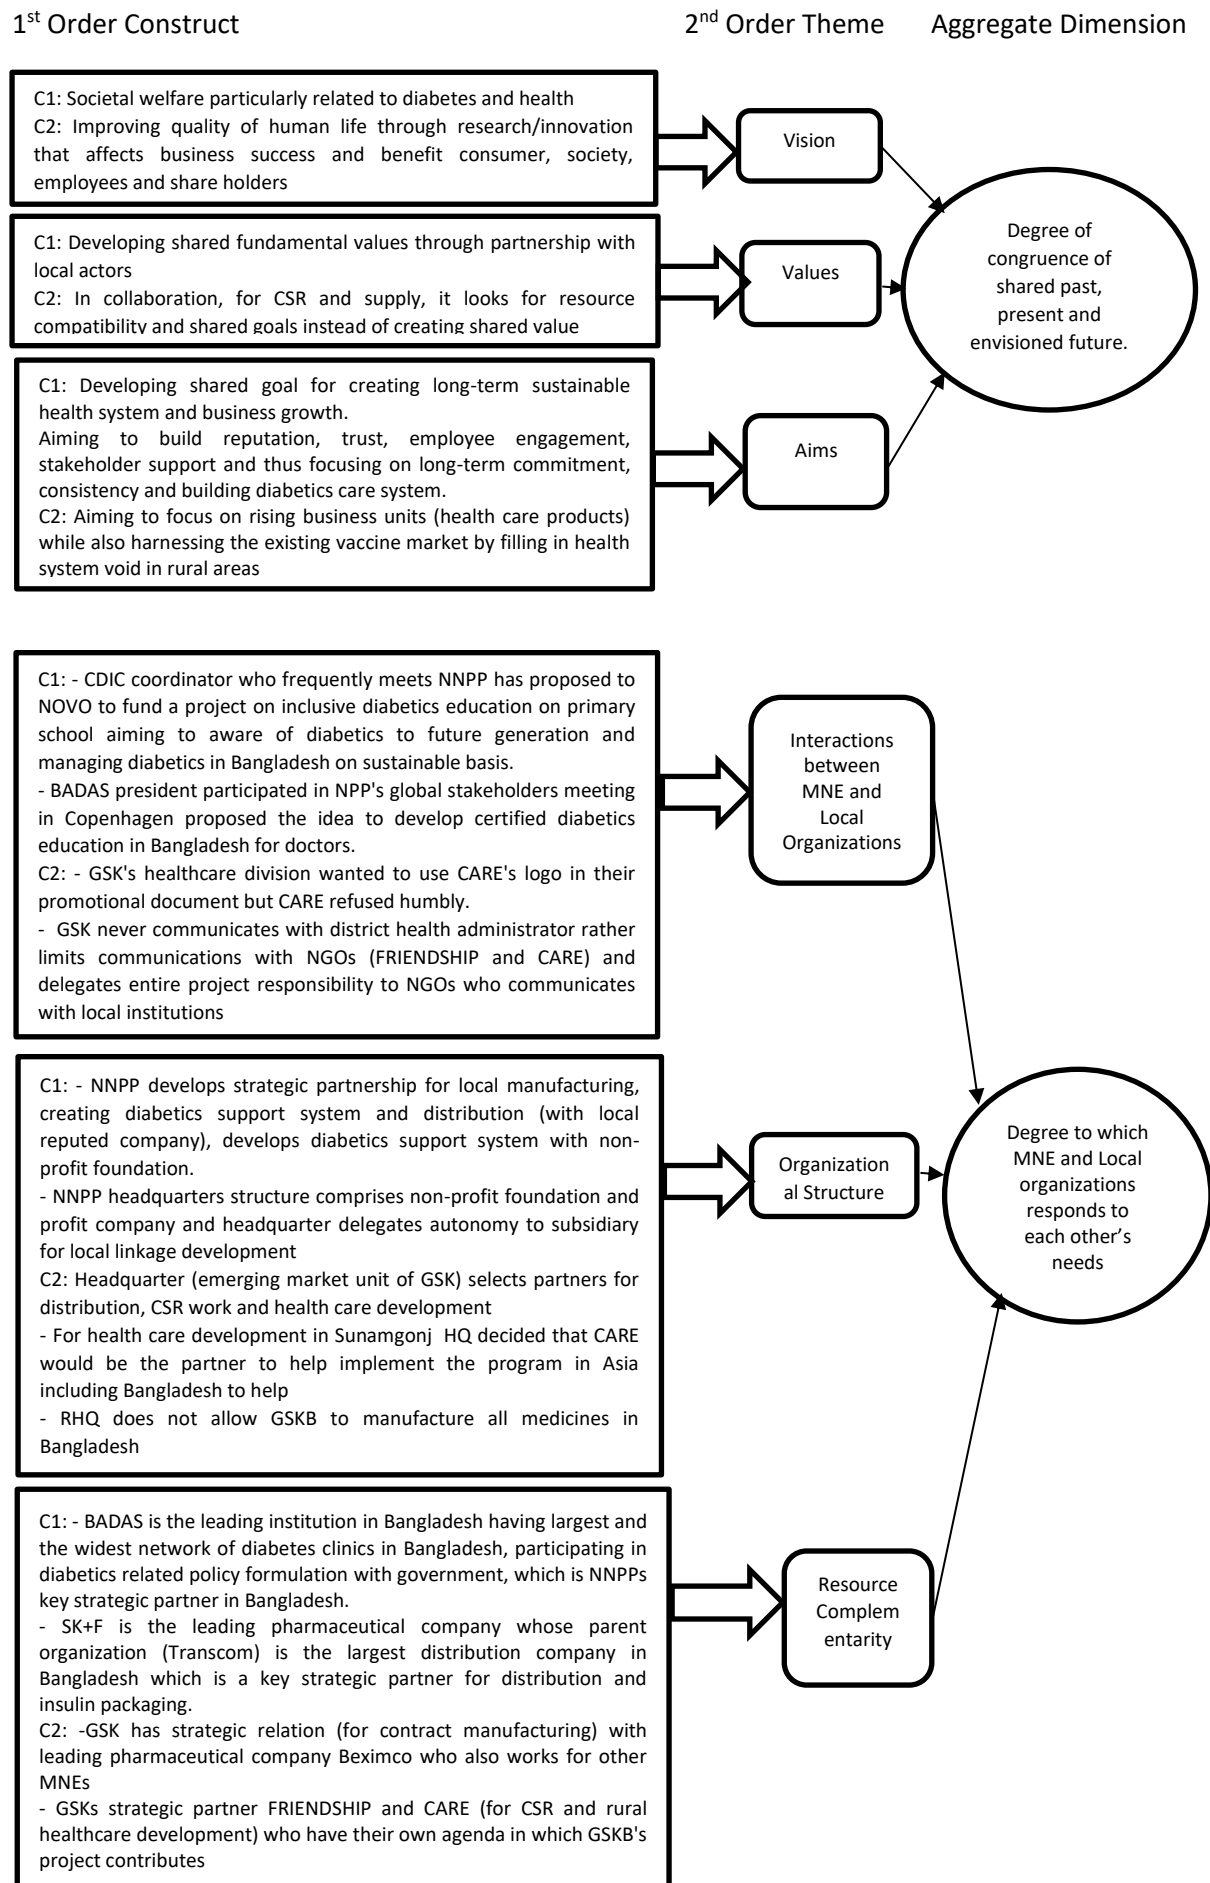 1st Order Construct
2nd Order Theme
Aggregate Dimension
C1: Societal welfare particularly related to diabetes and health
C2: Improving quality of human life through research/innovation
that affects business success and benefit consumer, society,
employees and share holders
Vision
C1: Developing shared fundamental values through partnership with
local actors
C2: In collaboration, for CSR and supply, it looks for resource
compatibility and shared goals instead of creating shared value
Values
Degree of
congruence of
shared past,
present and
envisioned future.
C1: Developing shared goal for creating long-term sustainable
health system and business growth.
Aiming to build reputation, trust, employee engagement,
stakeholder support and thus focusing on long-term commitment,
consistency and building diabetics care system.
C2: Aiming to focus on rising business units (health care products)
while also harnessing the existing vaccine market by filling in health
system void in rural areas
Aims
C1: - CDIC coordinator who frequently meets NNPP has proposed to
NOVO to fund a project on inclusive diabetics education on primary
school aiming to aware of diabetics to future generation and
managing diabetics in Bangladesh on sustainable basis.
- BADAS president participated in NPP's global stakeholders meeting
in Copenhagen proposed the idea to develop certified diabetics
education in Bangladesh for doctors.
C2: - GSK's healthcare division wanted to use CARE's logo in their
promotional document but CARE refused humbly.
- GSK never communicates with district health administrator rather
limits communications with NGOs (FRIENDSHIP and CARE) and
delegates entire project responsibility to NGOs who communicates
with local institutions
Interactions
between
MNE and
Local
Organizations
C1: - NNPP develops strategic partnership for local manufacturing,
creating diabetics support system and distribution (with local
reputed company), develops diabetics support system with non-
profit foundation.
- NNPP headquarters structure comprises non-profit foundation and
profit company and headquarter delegates autonomy to subsidiary
for local linkage development
C2: Headquarter (emerging market unit of GSK) selects partners for
distribution, CSR work and health care development
- For health care development in Sunamgonj HQ decided that CARE
would be the partner to help implement the program in Asia
including Bangladesh to help
- RHQ does not allow GSKB to manufacture all medicines in
Bangladesh
Organization
al Structure
Degree to which
MNE and Local
organizations
responds to
each other’s
needs
C1: - BADAS is the leading institution in Bangladesh having largest and
the widest network of diabetes clinics in Bangladesh, participating in
diabetics related policy formulation with government, which is NNPPs
key strategic partner in Bangladesh.
- SK+F is the leading pharmaceutical company whose parent
organization (Transcom) is the largest distribution company in
Bangladesh which is a key strategic partner for distribution and
insulin packaging.
C2: -GSK has strategic relation (for contract manufacturing) with
leading pharmaceutical company Beximco who also works for other
MNEs
- GSKs strategic partner FRIENDSHIP and CARE (for CSR and rural
healthcare development) who have their own agenda in which GSKB's
project contributes
Resource
Complem
entarity